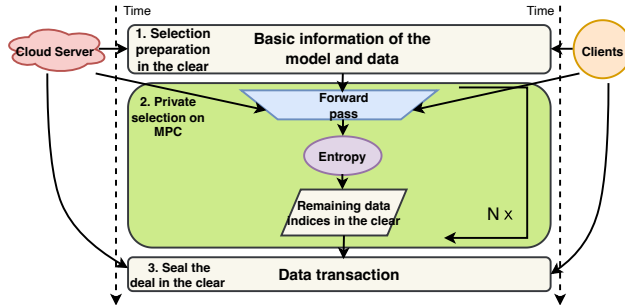 Time
Time
Cloud Server
1. Selection
preparation
in the clear
Basic information of the
model and data
Clients
2. Private
selection on
MPC
Forward
pass
Entropy
Remaining data
indices in the clear
N x
3. Seal the
deal in the clear
Data transaction